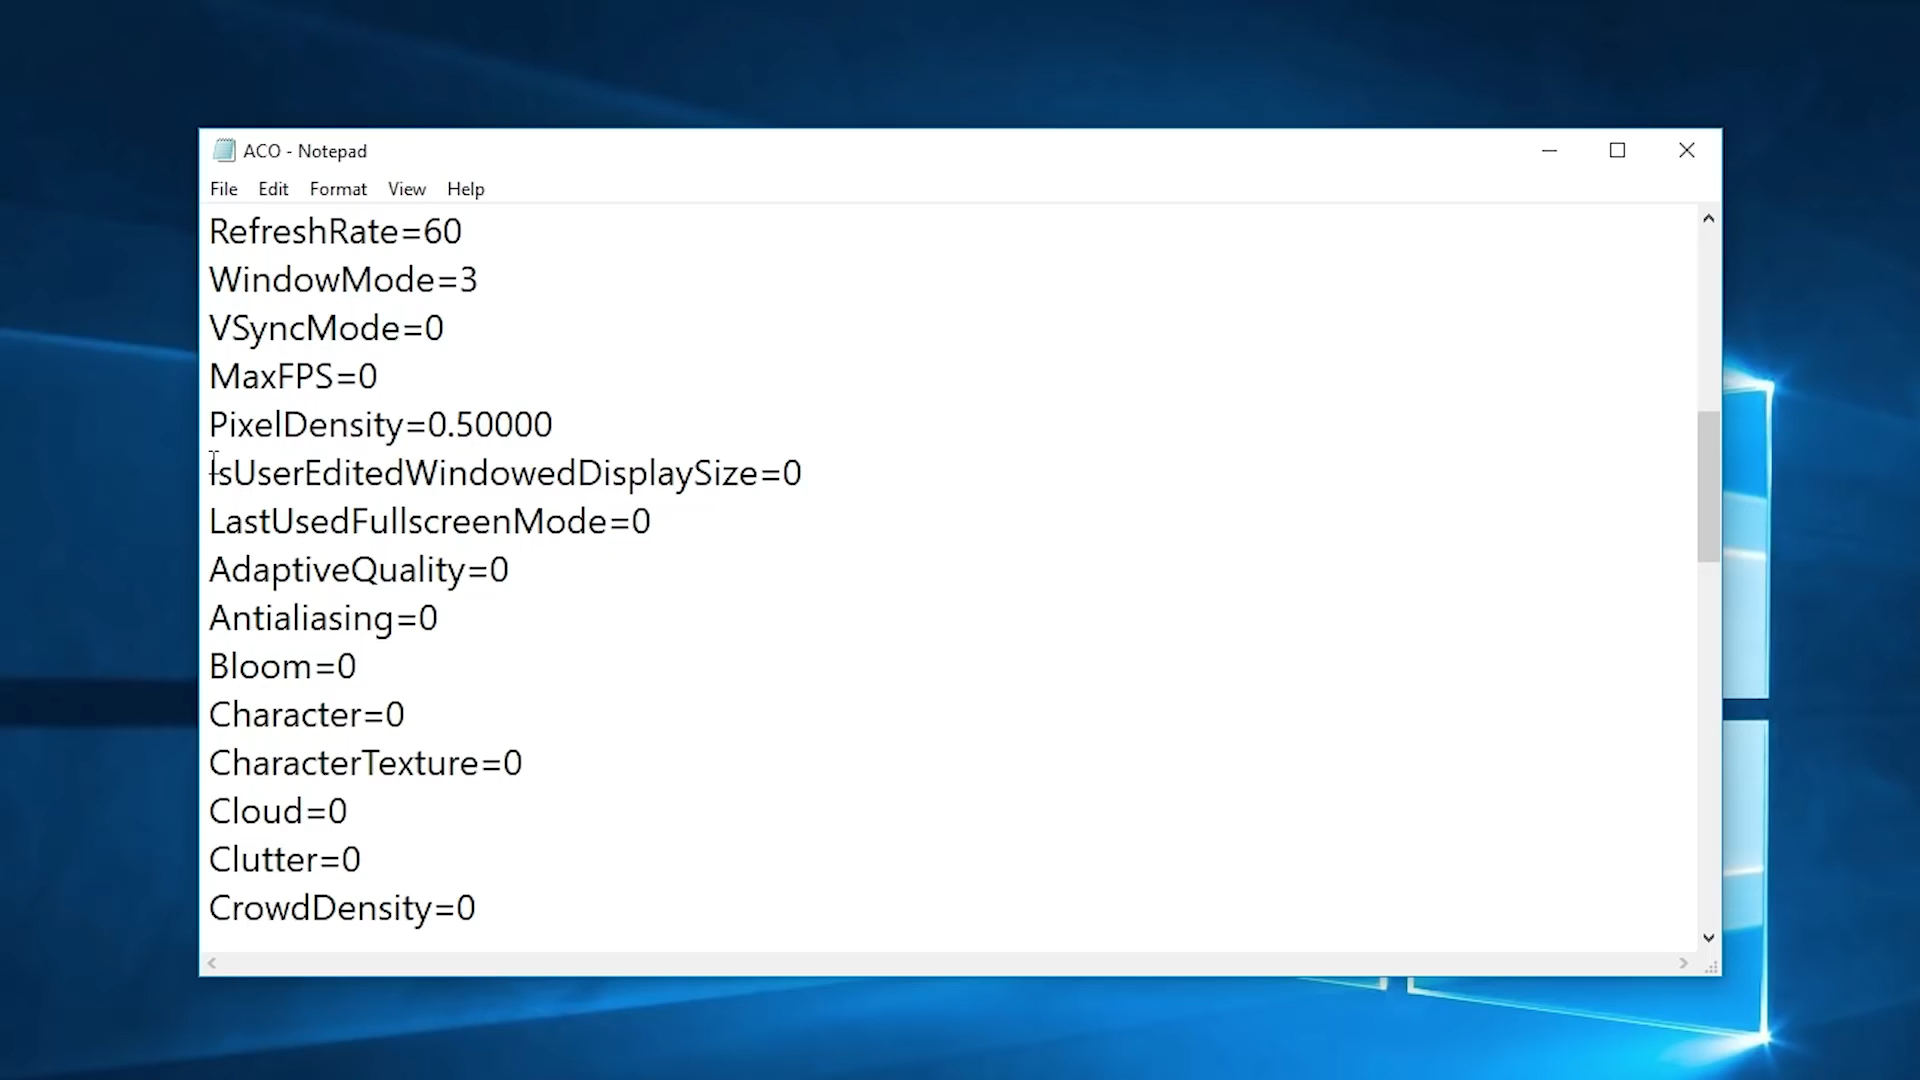 ACO - Notepad
File Edit Format View Help
RefreshRate=60
WindowMode=3
VSyncMode=0
MaxFPS=0
PixelDensity=0.50000
IsUserEditedWindowedDisplaySize=0
LastUsedFullscreenMode=0
AdaptiveQuality=0
Antialiasing=0
Bloom=0
Character=0
CharacterTexture=0
Cloud=0
Clutter=0
CrowdDensity=0